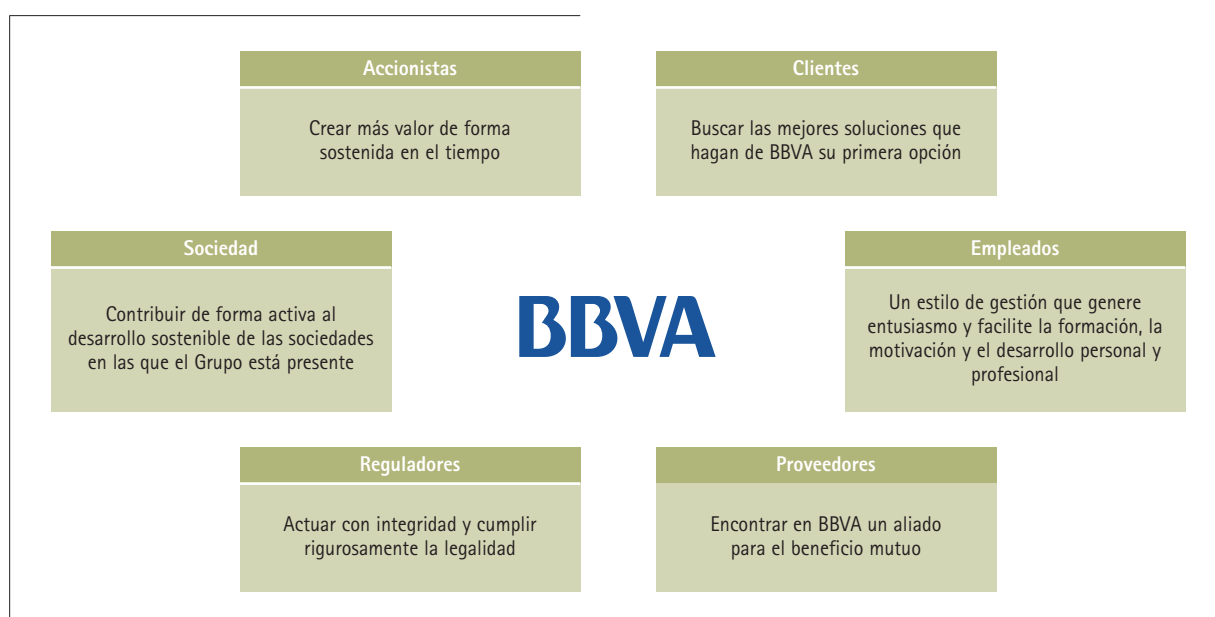 Accionistas
Crear más valor de forma
sostenida en el tiempo
Clientes
Buscar las mejores soluciones que
hagan de BBVA su primera opción
Sociedad
Contribuir de forma activa al
desarrollo sostenible de las sociedades
en las que el Grupo está presente
BBVA
Empleados
Un estilo de gestión que genere
entusiasmo y facilite la formación, la
motivación y el desarrollo personal y
profesional
Reguladores
Actuar con integridad y cumplir
rigurosamente la legalidad
Proveedores
Encontrar en BBVA un aliado
para el beneficio mutuo